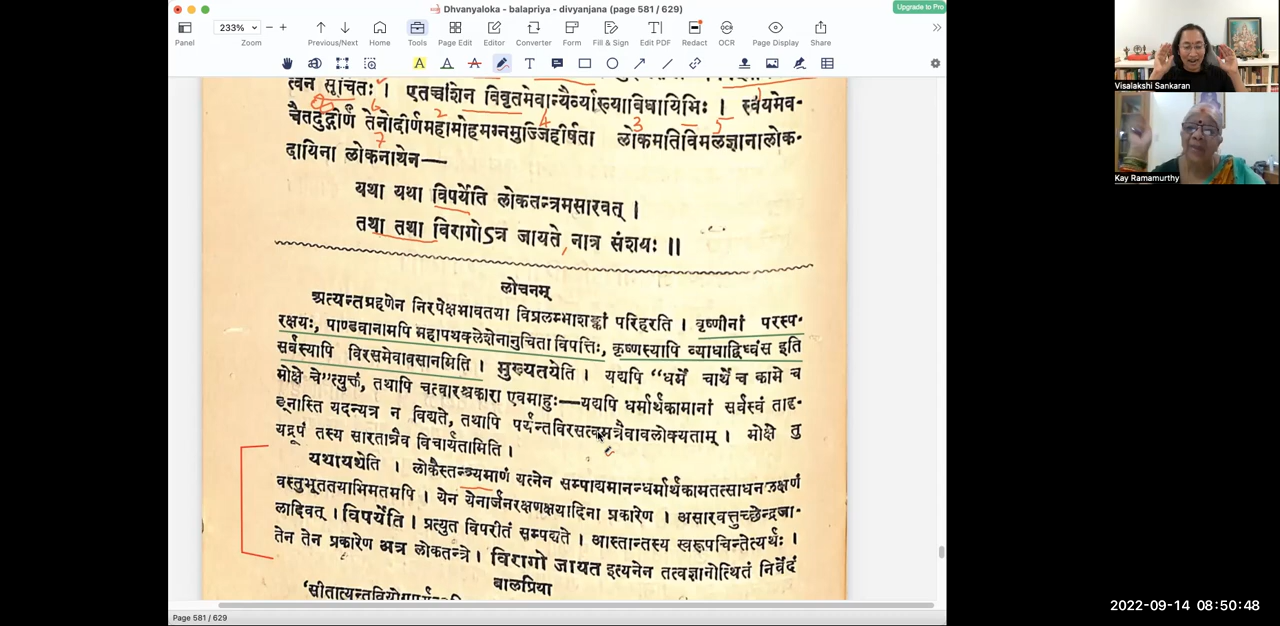 Dhvanyaloka - balapriya - divyanjana (page 581 / 629)
Upgrade to Pro
233%
Panel Zoom Previous/Next Home Tools Page Edit Editor Converter Form Fill & Sign Edit PDF Redact OCR Page Display Share
Visalakshi Sankaran
Kay Ramamurthy
त्वेन सूचितः । एतच्चांशेन विवृतमेवान्यैर्व्याख्याविधायिभिः । स्वयमेव-
चैतदुद्गीर्णं तेनोदीर्णमहामोहमग्नमुज्जिहीर्षता लोकमतिविमलज्ञानालोक-
दायिना लोकनाथेन—
यथा यथा विपर्येति लोकतन्त्रमसारवत् ।
तथा तथा विरागोऽत्र जायते नात्र संशयः ॥
लोचनम्
अत्यन्तग्रहणेन निरपेक्षभावतया विप्रलम्भाशङ्कां परिहरति । वृष्णीनां परस्प-
रक्षयः, पाण्डवानामपि महापथक्लेशेनानुचिता विपत्तिः, कृष्णस्यापि व्याधाद्विध्वंस इति
सर्वस्यापि विरसमेवावसानमिति । मुख्यतयेति । यद्यपि “धर्मे चार्थे च कामे च
मोक्षे चे”त्युक्तं, तथापि चत्वारश्चकारा एवमाहुः—यद्यपि धर्मार्थकामानां सर्वस्वं तादृ-
ङ्नास्ति यदन्यत्र न विद्यते, तथापि पर्यन्तविरसत्वमत्रैवावलोक्यताम् । मोक्षे तु
यद्रूपं तस्य सारतात्रैव विचार्यतामिति ।
यथायथेति । लोकैस्तन्त्र्यमाणं यत्नेन सम्पाद्यमानन्धर्मार्थकामतत्साधनलक्षणं
वस्तुभूततयाभिमतमपि । येन येनार्जनरक्षणक्षयादिना प्रकारेण । असारवत्तुच्छेन्द्रजा-
लादिवत् । विपर्येति । प्रत्युत विपरीतं सम्पद्यते । आस्तान्तस्य स्वरूपचिन्तेत्यर्थः ।
तेन तेन प्रकारेण अत्र लोकतन्त्रे । विरागो जायत इत्यनेन तत्वज्ञानोत्थितं निर्वेदं
बालप्रिया
Page 581 / 629
2022-09-14 08:50:48